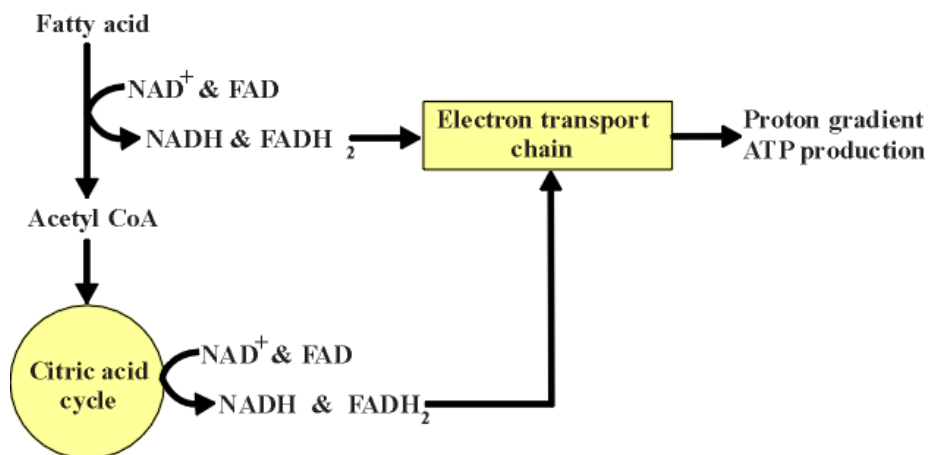 Fatty acid
NAD+ & FAD
NADH & FADH2
Electron transport
chain
Proton gradient
ATP production
Acetyl CoA
Citric acid
cycle
NAD+ & FAD
NADH & FADH2